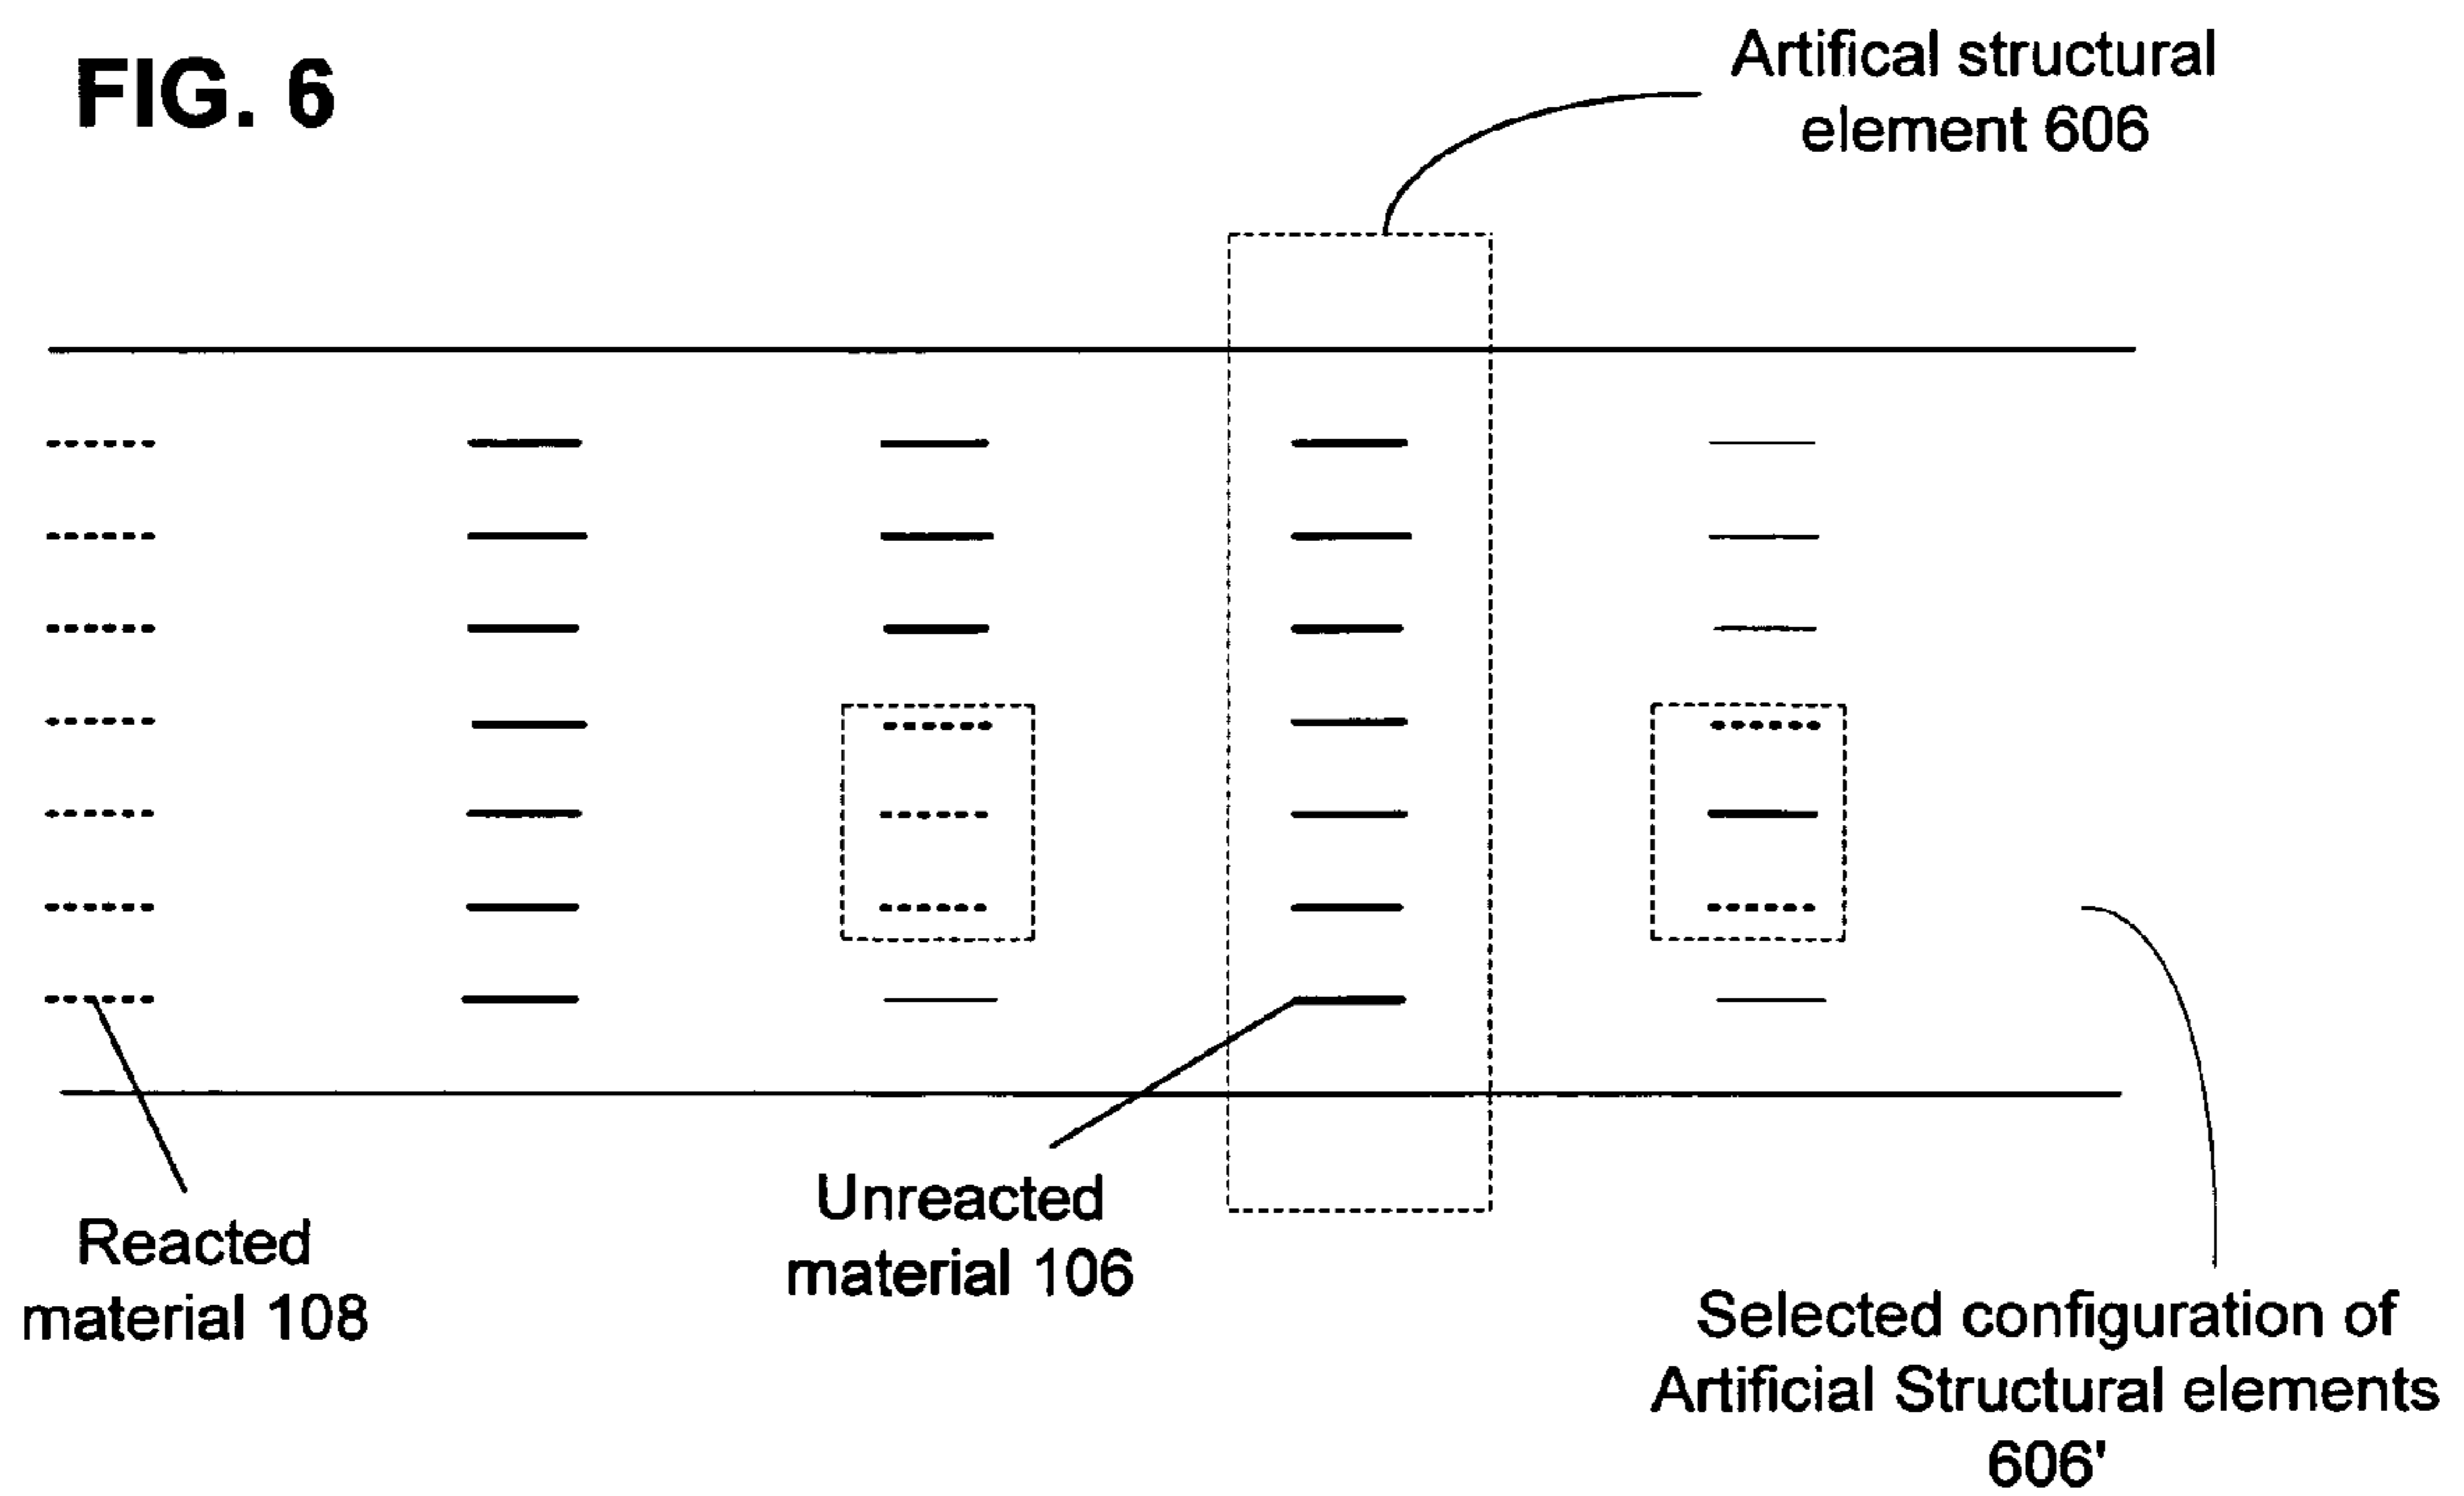 FIG. 6
Artifical structural
element 606
Unreacted
material 106
Reacted
material 108
Selected configuration of
Artificial Structural elements
606'